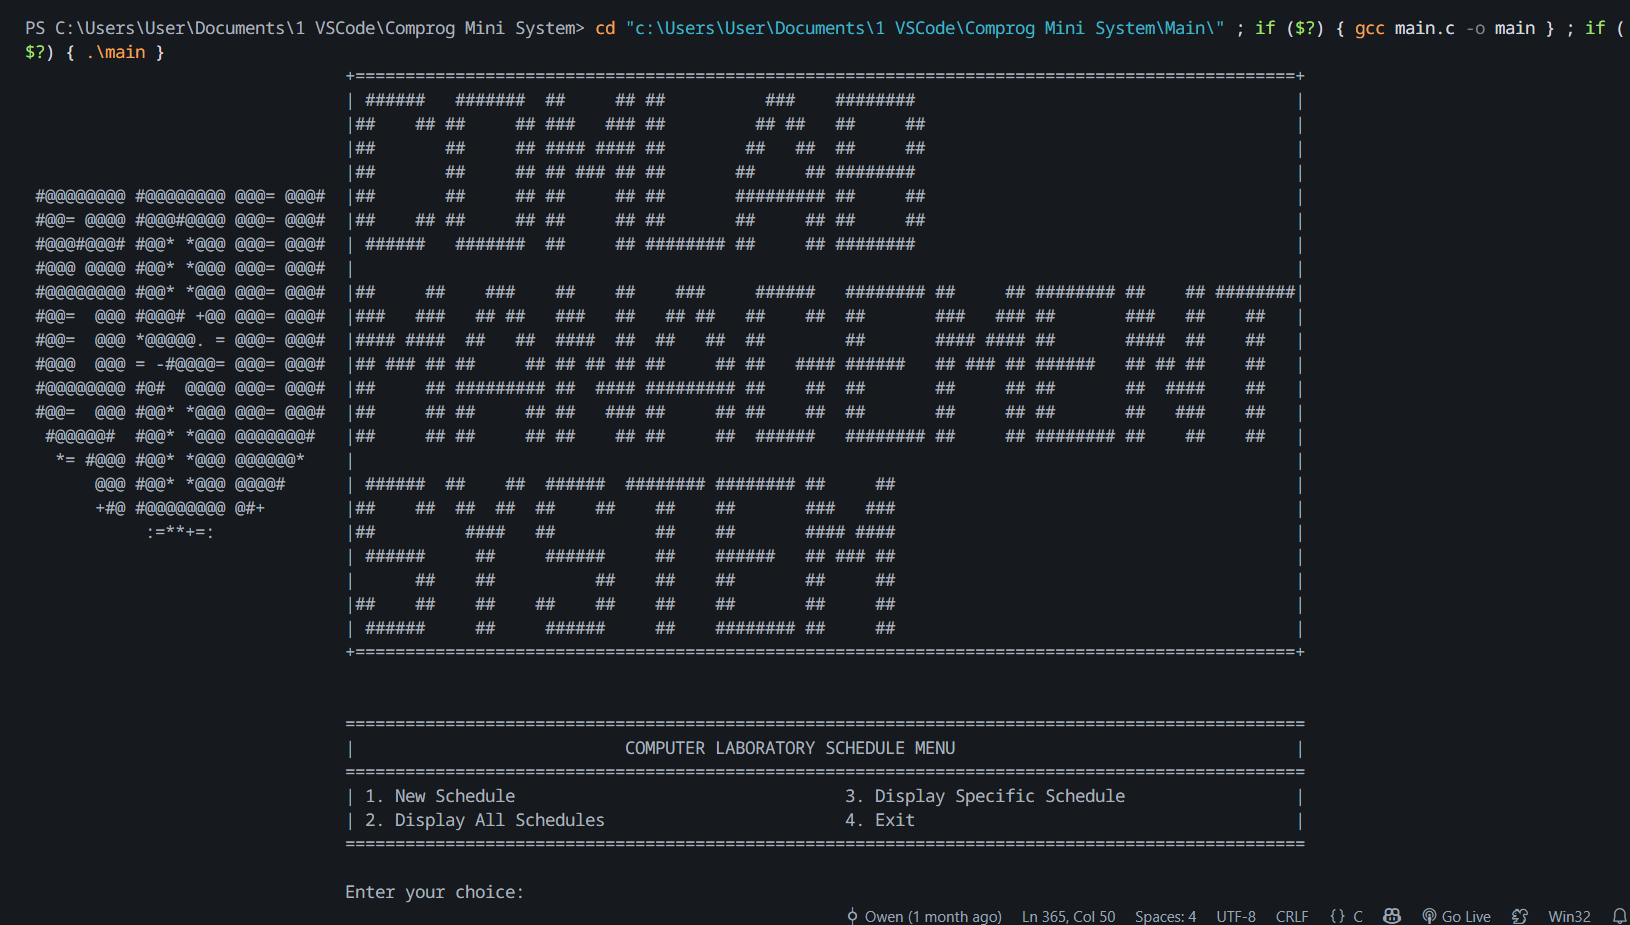 PS C:\Users\User\Documents\1 VSCode\Comprog Mini System> cd "c:\Users\User\Documents\1 VSCode\Comprog Mini System\Main\" ; if ($?) { gcc main.c -o main } ; if (
$?) { .\main }
COMLAB
MANAGEMENT
SYSTEM
COMPUTER LABORATORY SCHEDULE MENU
1. New Schedule 3. Display Specific Schedule
2. Display All Schedules 4. Exit
Enter your choice:
Owen (1 month ago) Ln 365, Col 50 Spaces: 4 UTF-8 CRLF {} C Go Live Win32